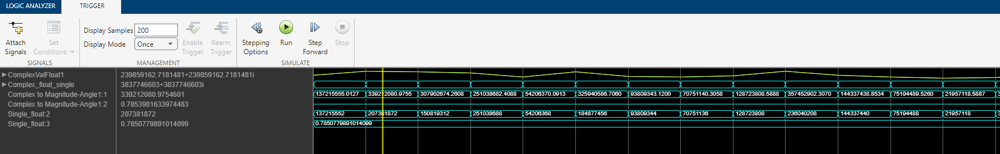 LOGIC ANALYZER TRIGGER
Attach Signals
Set Conditions
SIGNALS
Display Samples 200
Display Mode Once
Enable Trigger
Rearm Trigger
MANAGEMENT
Stepping Options
Run
Step Forward
Stop
SIMULATE
ComplexValFloat1 239859162.7181481+239859162.7181481i
Complex_float_single 3837746603+3837746603i
Complex to Magnitude-Angle1:1 339212080.9754601 137215555.0127 339212080.9755 307902674.2608 251038682.4088 54206370.0913 325940586.7060 93809343.1200 70751140.3058 128723808.5888 357452902.3070 144337438.8534 75194489.5260 21957118.5887
Complex to Magnitude-Angle1:2 0.7853981633974483
Single_float:2 207381872 137215552 207381872 150819312 251038688 54206368 184877456 93809344 70751136 128723808 236040208 144337440 75194488 21957118
Single_float:3 0.7850779891014099 0.7850779891014099